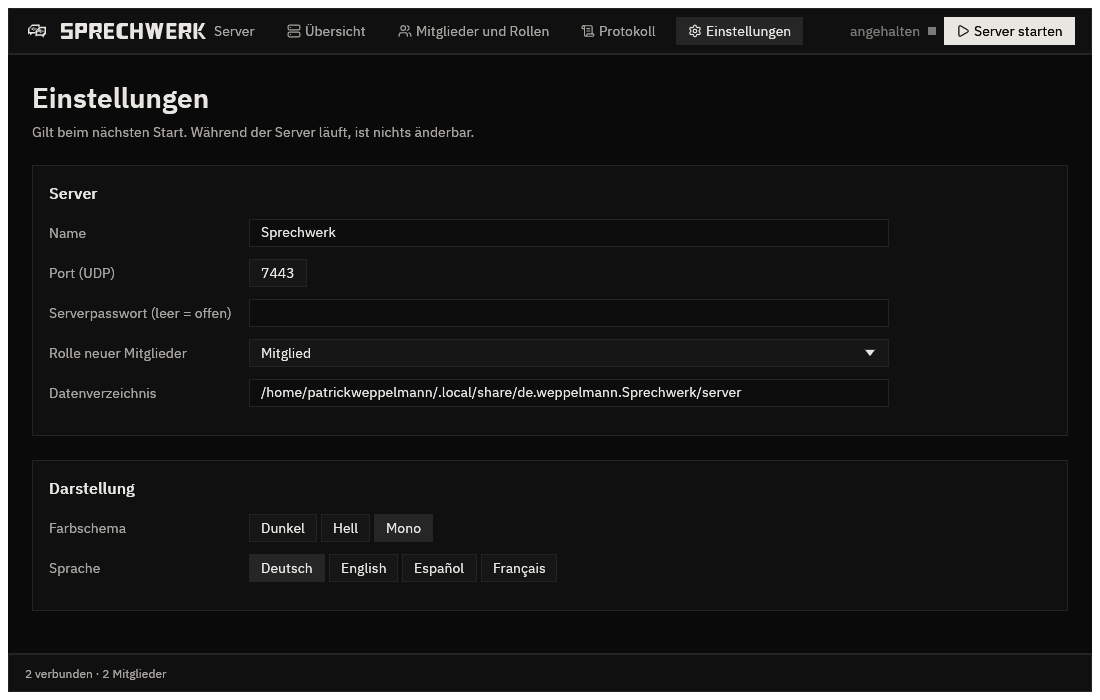 SPRECHWERK Server Übersicht Mitglieder und Rollen Protokoll Einstellungen angehalten Server starten
Einstellungen
Gilt beim nächsten Start. Während der Server läuft, ist nichts änderbar.
Server
Name Sprechwerk
Port (UDP) 7443
Serverpasswort (leer = offen)
Rolle neuer Mitglieder Mitglied
Datenverzeichnis /home/patrickweppelmann/.local/share/de.weppelmann.Sprechwerk/server
Darstellung
Farbschema Dunkel Hell Mono
Sprache Deutsch English Español Français
2 verbunden · 2 Mitglieder